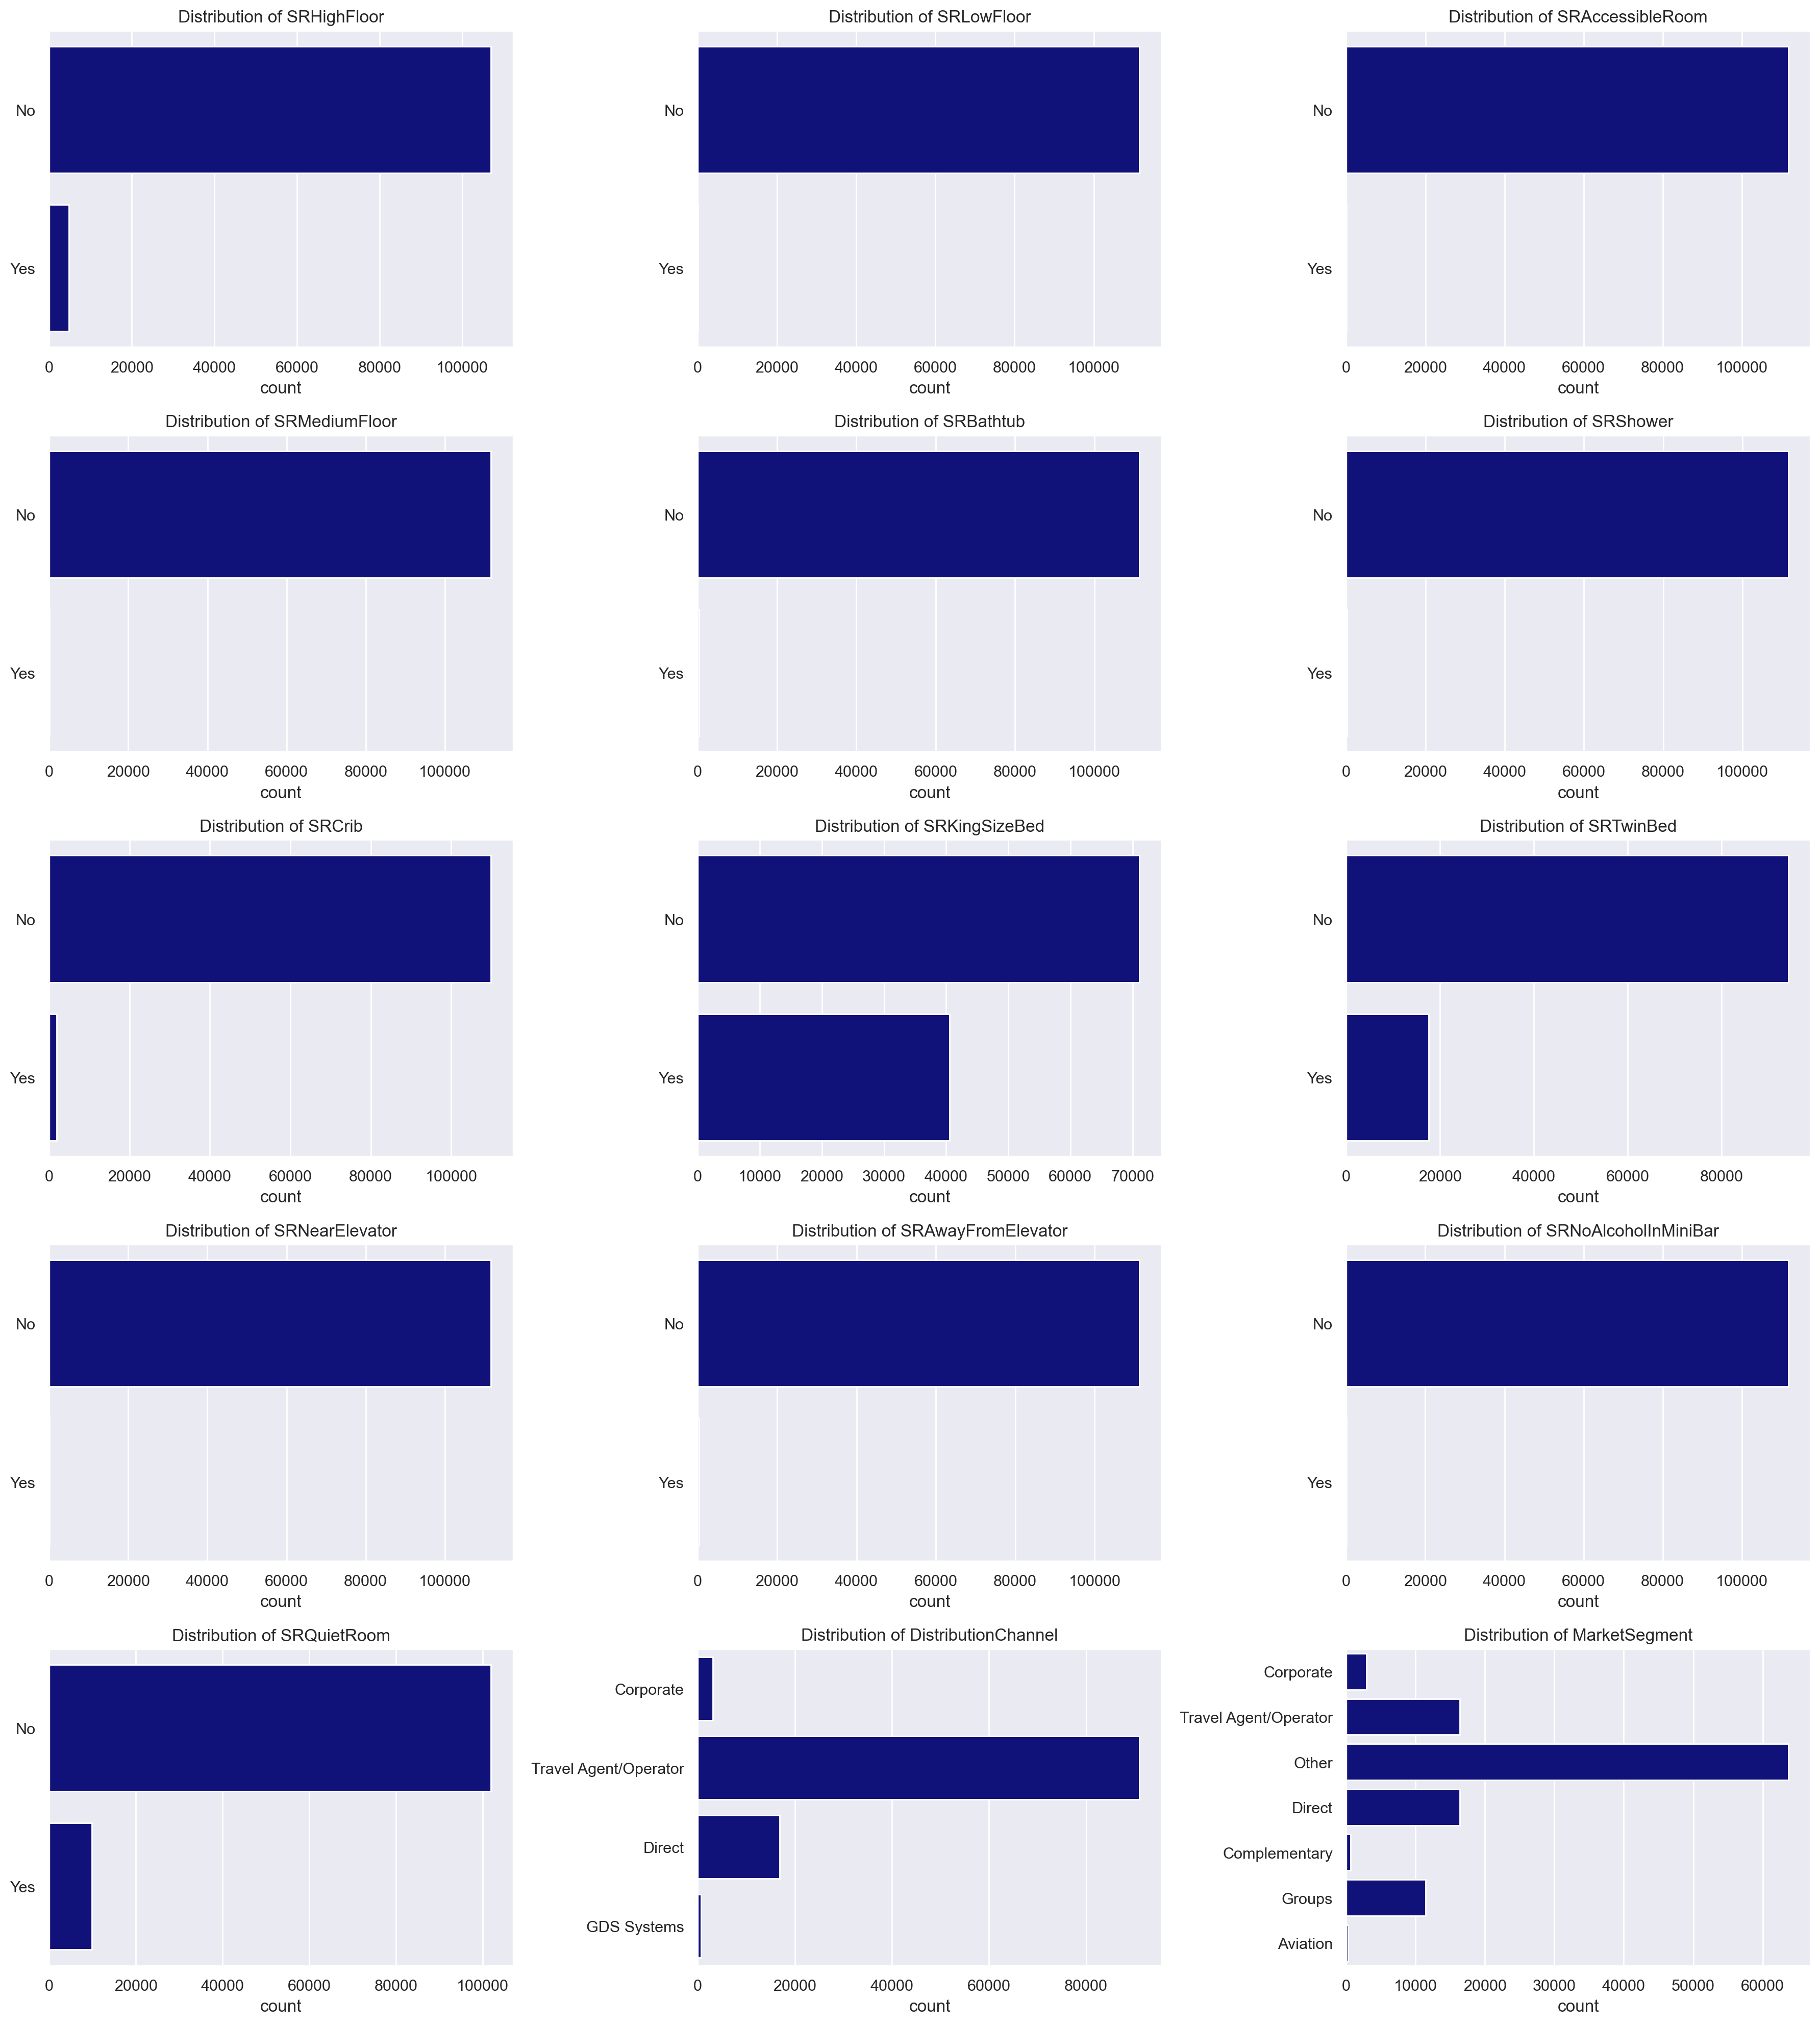 Distribution of SRHighFloor
No
Yes
0 20000 40000 60000 80000 100000
count
Distribution of SRLowFloor
No
Yes
0 20000 40000 60000 80000 100000
count
Distribution of SRAccessibleRoom
No
Yes
0 20000 40000 60000 80000 100000
count
Distribution of SRMediumFloor
No
Yes
0 20000 40000 60000 80000 100000
count
Distribution of SRBathtub
No
Yes
0 20000 40000 60000 80000 100000
count
Distribution of SRShower
No
Yes
0 20000 40000 60000 80000 100000
count
Distribution of SRCrib
No
Yes
0 20000 40000 60000 80000 100000
count
Distribution of SRKingSizeBed
No
Yes
0 10000 20000 30000 40000 50000 60000 70000
count
Distribution of SRTwinBed
No
Yes
0 20000 40000 60000 80000
count
Distribution of SRNearElevator
No
Yes
0 20000 40000 60000 80000 100000
count
Distribution of SRAwayFromElevator
No
Yes
0 20000 40000 60000 80000 100000
count
Distribution of SRNoAlcoholInMiniBar
No
Yes
0 20000 40000 60000 80000 100000
count
Distribution of SRQuietRoom
No
Yes
0 20000 40000 60000 80000 100000
count
Distribution of DistributionChannel
Corporate
Travel Agent/Operator
Direct
GDS Systems
0 20000 40000 60000 80000
count
Distribution of MarketSegment
Corporate
Travel Agent/Operator
Other
Direct
Complementary
Groups
Aviation
0 10000 20000 30000 40000 50000 60000
count